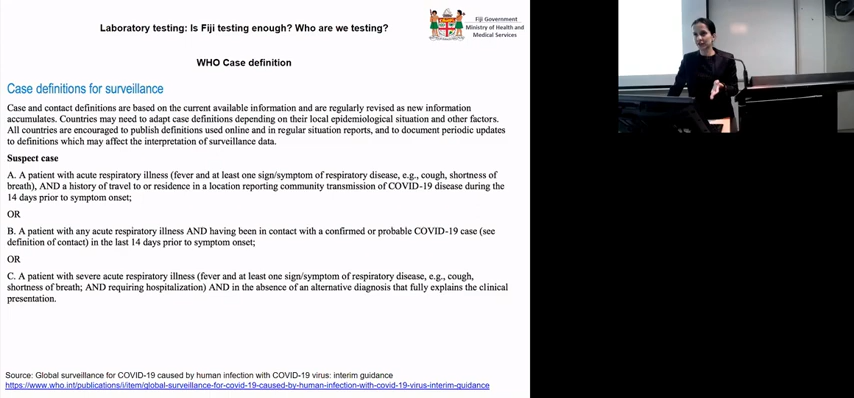 Laboratory testing: Is Fiji testing enough? Who are we testing?
Fiji Government
Ministry of Health and
Medical Services
WHO Case definition
Case definitions for surveillance
Case and contact definitions are based on the current available information and are regularly revised as new information
accumulates. Countries may need to adapt case definitions depending on their local epidemiological situation and other factors.
All countries are encouraged to publish definitions used online and in regular situation reports, and to document periodic updates
to definitions which may affect the interpretation of surveillance data.
Suspect case
A. A patient with acute respiratory illness (fever and at least one sign/symptom of respiratory disease, e.g., cough, shortness of
breath), AND a history of travel to or residence in a location reporting community transmission of COVID-19 disease during the
14 days prior to symptom onset;
OR
B. A patient with any acute respiratory illness AND having been in contact with a confirmed or probable COVID-19 case (see
definition of contact) in the last 14 days prior to symptom onset;
OR
C. A patient with severe acute respiratory illness (fever and at least one sign/symptom of respiratory disease, e.g., cough,
shortness of breath; AND requiring hospitalization) AND in the absence of an alternative diagnosis that fully explains the clinical
presentation.
Source: Global surveillance for COVID-19 caused by human infection with COVID-19 virus: interim guidance
https://www.who.int/publications/i/item/global-surveillance-for-covid-19-caused-by-human-infection-with-covid-19-virus-interim-guidance